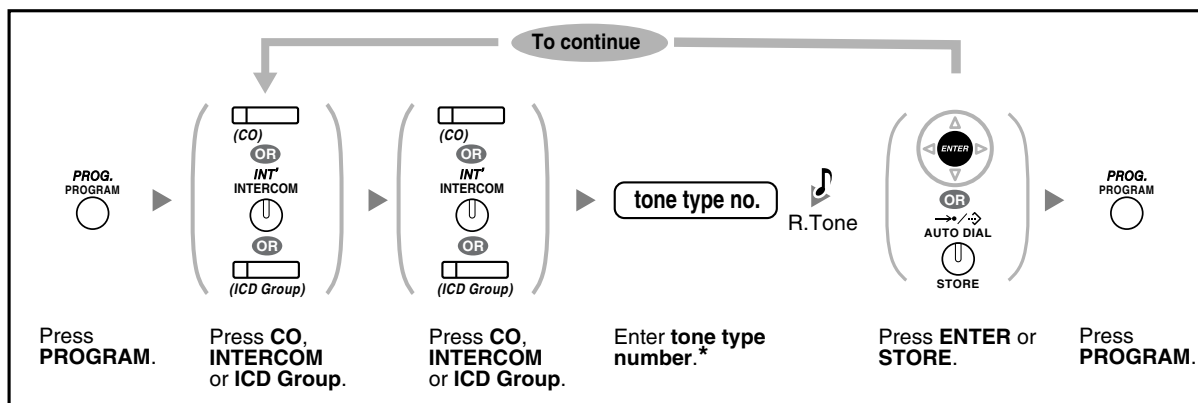 To continue
PROG.
PROGRAM
(CO)
OR
INT'
INTERCOM
OR
(ICD Group)
(CO)
OR
INT'
INTERCOM
OR
(ICD Group)
tone type no.
R.Tone
ENTER
OR
AUTO DIAL
STORE
PROG.
PROGRAM
Press
PROGRAM.
Press CO,
INTERCOM
or ICD Group.
Press CO,
INTERCOM
or ICD Group.
Enter tone type
number.*
Press ENTER or
STORE.
Press
PROGRAM.